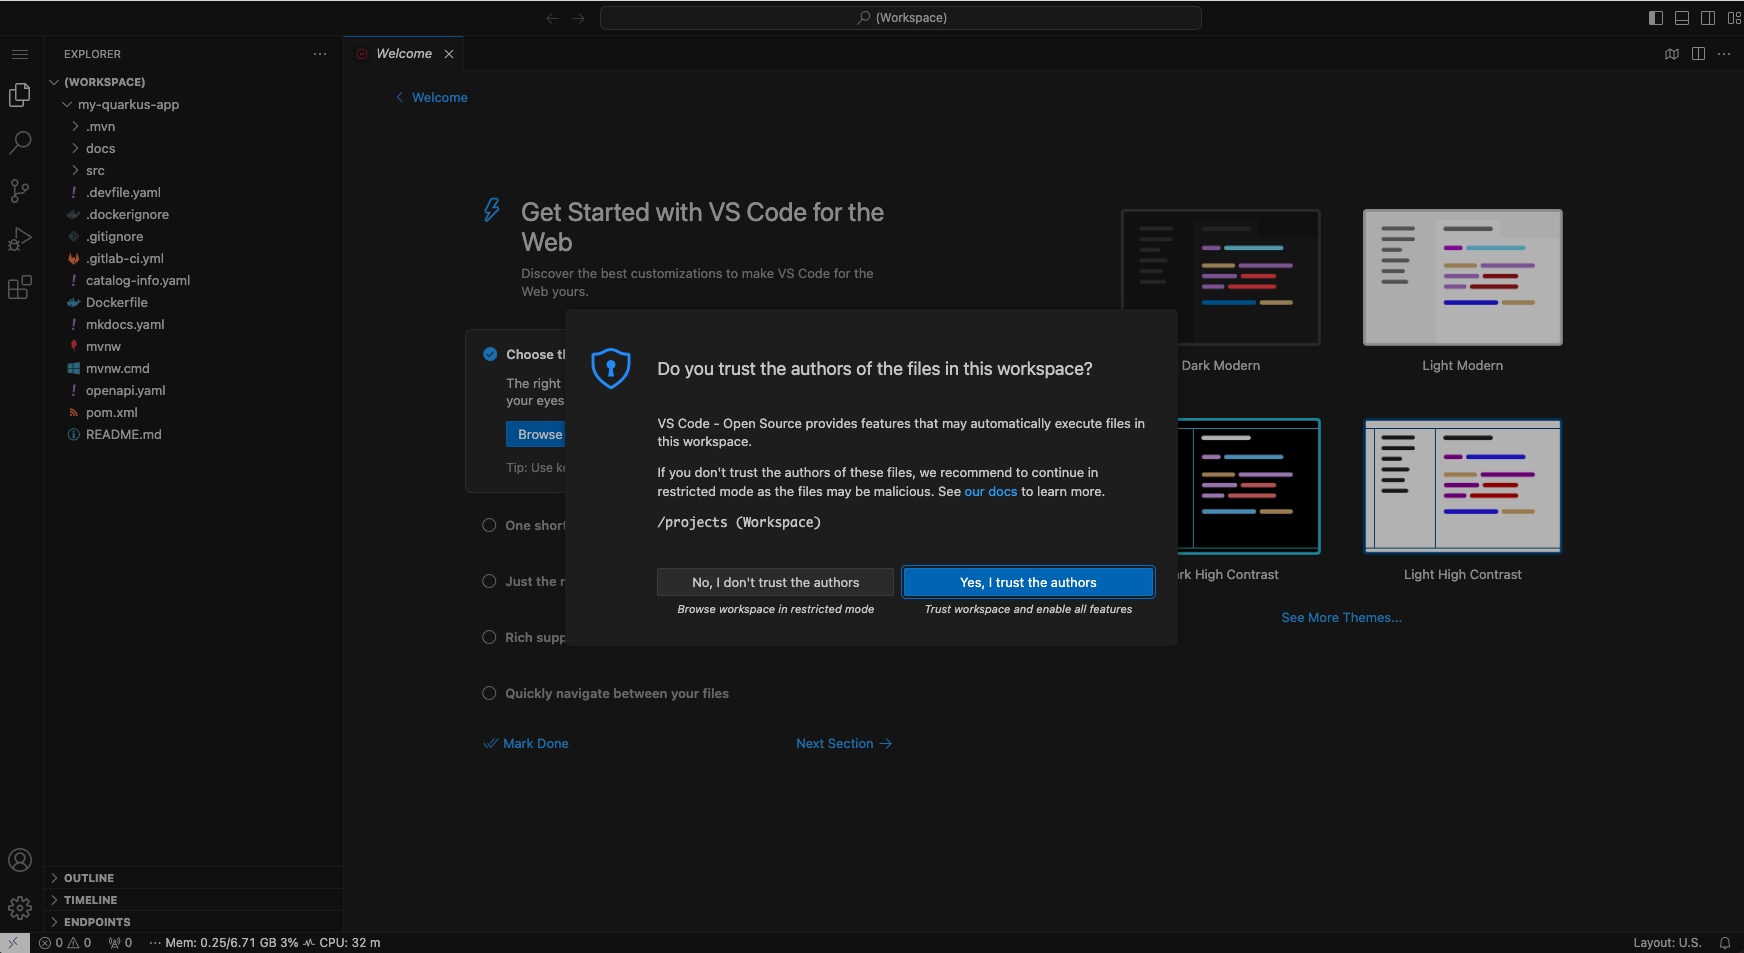 (Workspace)
EXPLORER
Welcome
(WORKSPACE)
my-quarkus-app
.mvn
docs
src
.devfile.yaml
.dockerignore
.gitignore
.gitlab-ci.yml
catalog-info.yaml
Dockerfile
mkdocs.yaml
mvnw
mvnw.cmd
openapi.yaml
pom.xml
README.md
OUTLINE
TIMELINE
ENDPOINTS
Welcome
Get Started with VS Code for the
Web
Discover the best customizations to make VS Code for the
Web yours.
Choose
The right
your eyes
Browse
Tip: Use
One short
Just the
Rich supp
Quickly navigate between your files
Mark Done
Next Section
Do you trust the authors of the files in this workspace?
VS Code - Open Source provides features that may automatically execute files in
this workspace.
If you don't trust the authors of these files, we recommend to continue in
restricted mode as the files may be malicious. See our docs to learn more.
/projects (Workspace)
No, I don't trust the authors
Yes, I trust the authors
Browse workspace in restricted mode
Trust workspace and enable all features
Dark Modern
Light Modern
rk High Contrast
Light High Contrast
See More Themes...
0 0 0 Mem: 0.25/6.71 GB 3% CPU: 32 m
Layout: U.S.